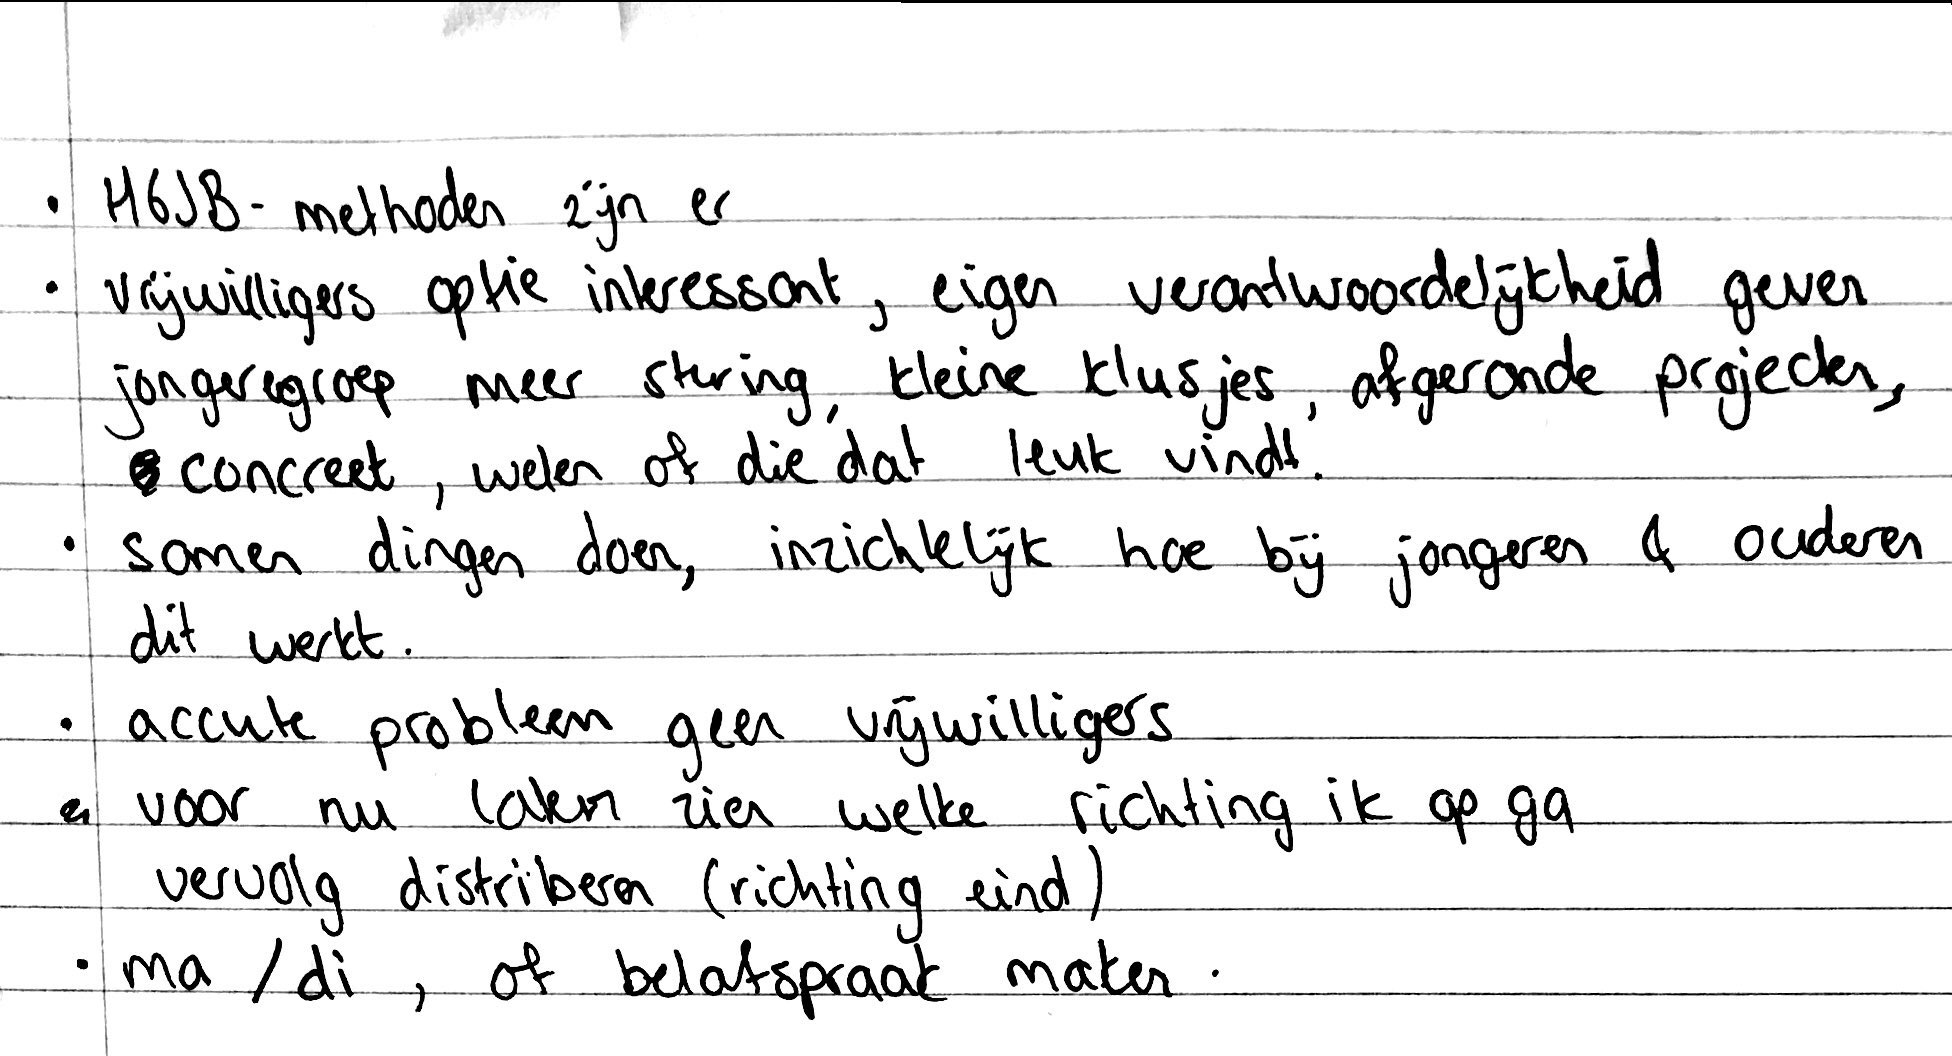 • HGJB- methoden zijn er
• vrijwilligers optie interessant, eigen verantwoordelijkheid geven
jongeregroep meer sturing, kleine klusjes, afgeronde projecten,
concreet, weten of die dat leuk vindt.
• samen dingen doen, inzichtelijk hoe bij jongeren & ouderen
dit werkt.
• accute probleem geen vrijwilligers
voor nu laten zien welke richting ik op ga
vervolg distriberen (richting eind)
• ma / di , of belafspraak maken.